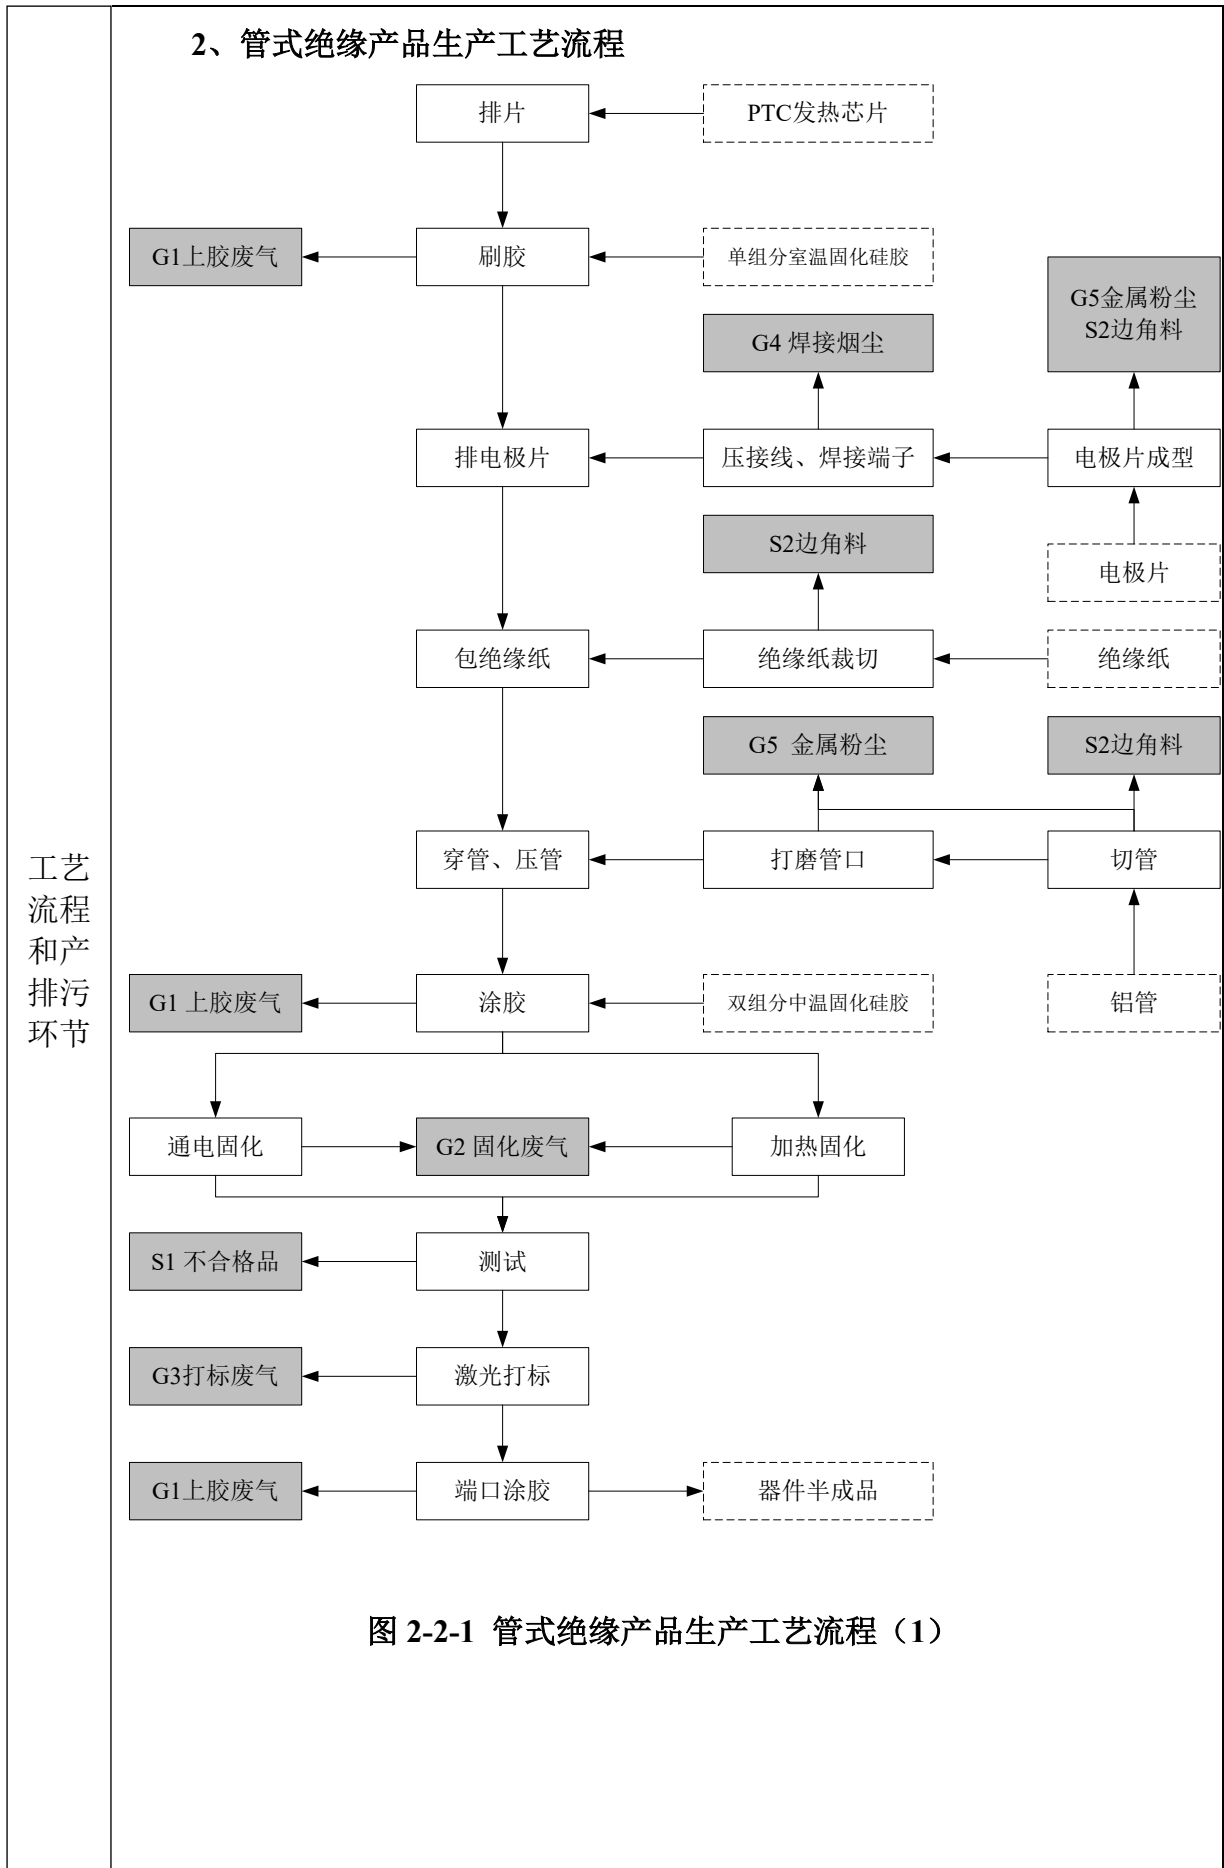 2、管式绝缘产品生产工艺流程
排片
PTC发热芯片
G1上胶废气
刷胶
单组分室温固化硅胶
G5金属粉尘
S2边角料
G4 焊接烟尘
排电极片
压接线、焊接端子
电极片成型
S2边角料
电极片
包绝缘纸
绝缘纸裁切
绝缘纸
G5 金属粉尘
S2边角料
穿管、压管
打磨管口
切管
工艺
流程
和产
排污
环节
G1 上胶废气
涂胶
双组分中温固化硅胶
铝管
通电固化
G2 固化废气
加热固化
S1 不合格品
测试
G3打标废气
激光打标
G1上胶废气
端口涂胶
器件半成品
图 2-2-1 管式绝缘产品生产工艺流程（1）